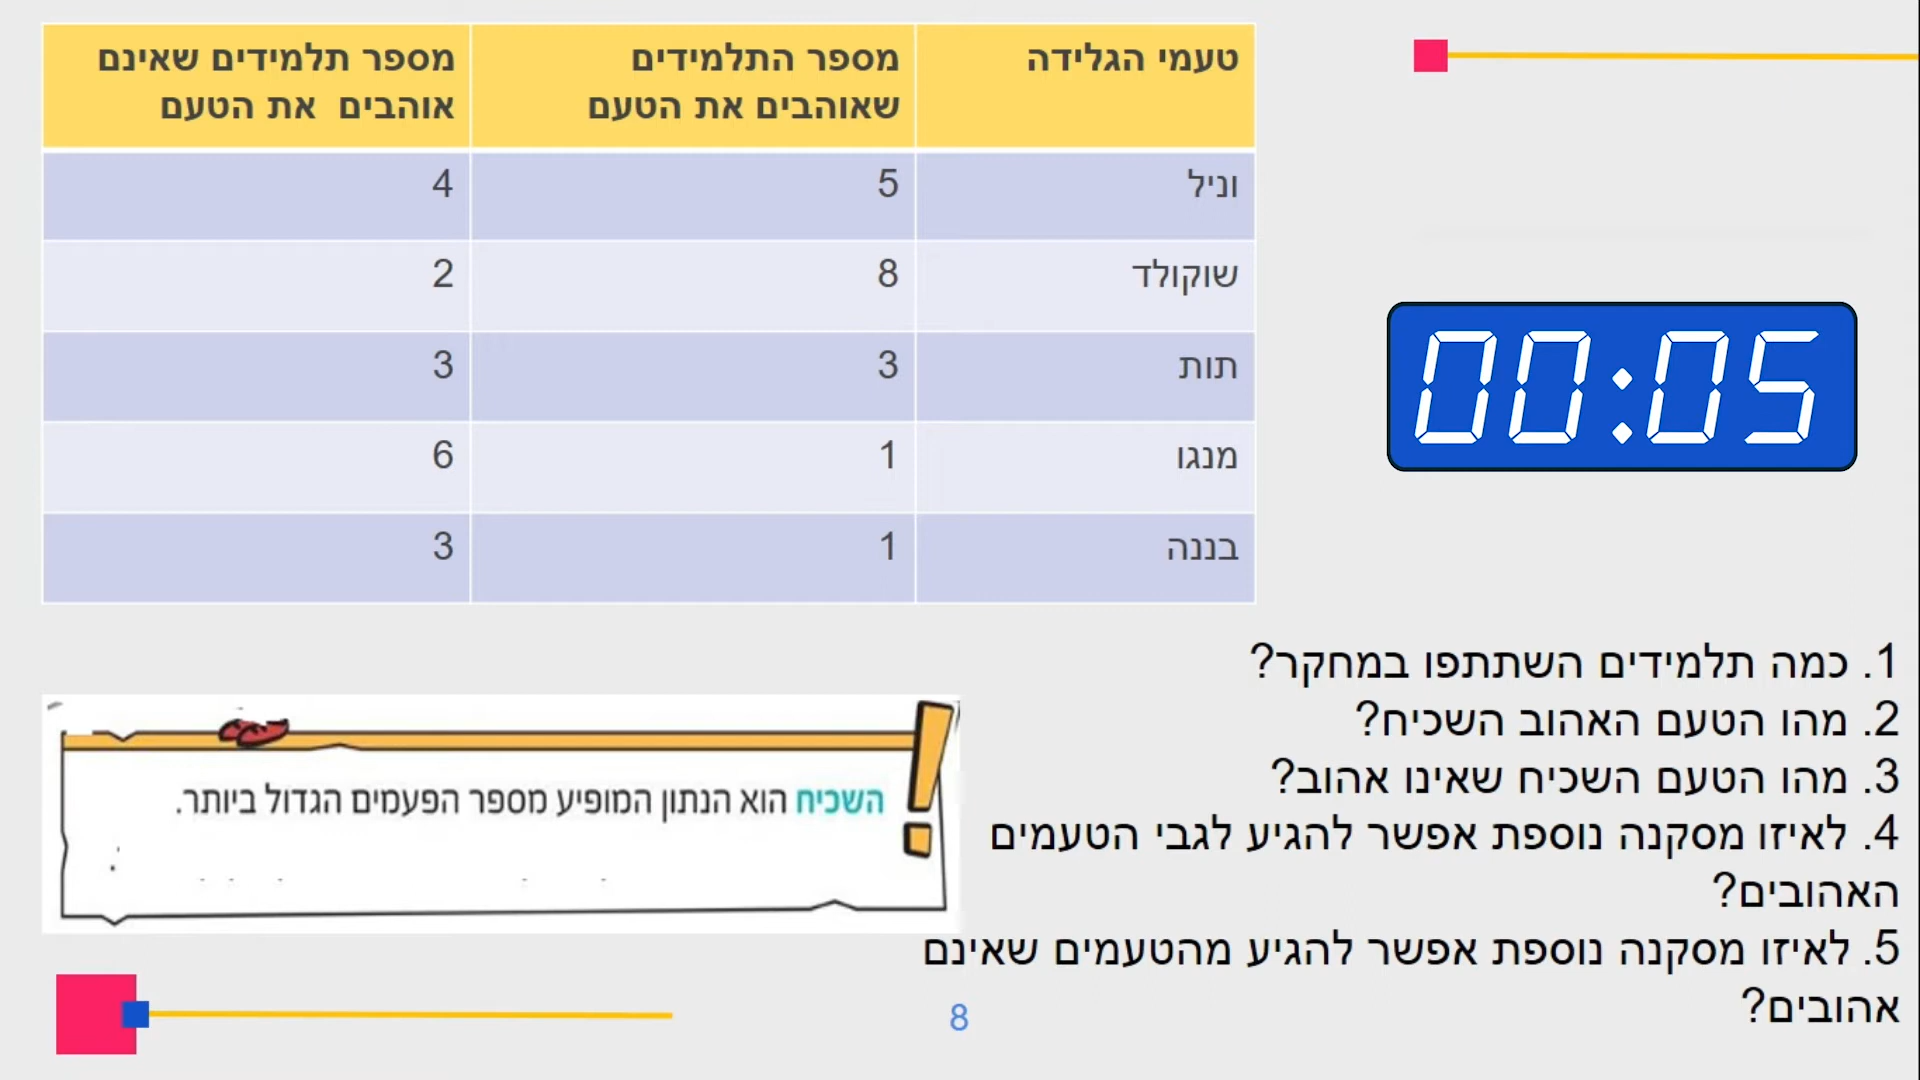 טעמי הגלידה מספר התלמידים שאוהבים את הטעם מספר תלמידים שאינם אוהבים את הטעם
וניל 5 4
שוקולד 8 2
תות 3 3
מנגו 1 6
בננה 1 3
00:05
1. כמה תלמידים השתתפו במחקר?
2. מהו הטעם האהוב השכיח?
3. מהו הטעם השכיח שאינו אהוב?
4. לאיזו מסקנה נוספת אפשר להגיע לגבי הטעמים
האהובים?
5. לאיזו מסקנה נוספת אפשר להגיע מהטעמים שאינם
אהובים?
השכיח הוא הנתון המופיע מספר הפעמים הגדול ביותר.
8